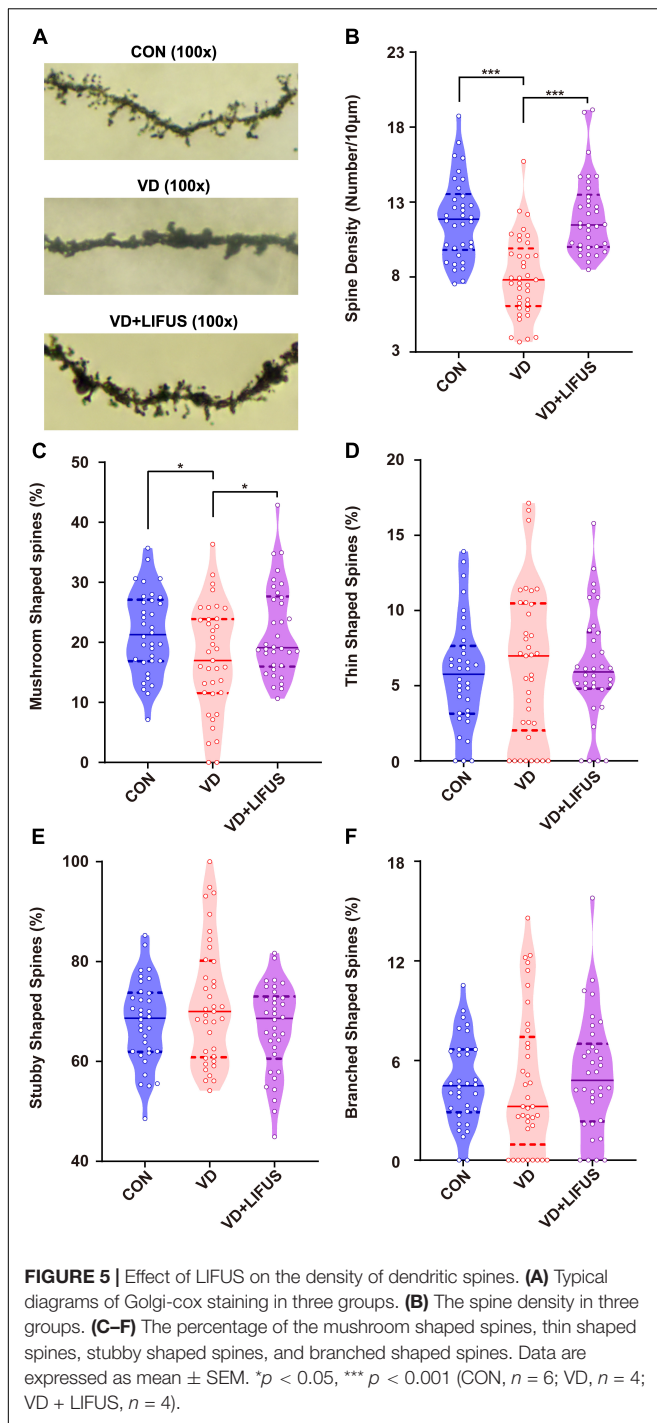 A
CON (100x)
VD (100x)
VD+LIFUS (100x)
B
Spine Density (Number/10μm)
23
18
13
8
3
***
***
CON
VD
VD+LIFUS
C
Mushroom Shaped spines (%)
50
40
30
20
10
0
*
*
CON
VD
VD+LIFUS
D
Thin Shaped Spines (%)
20
15
10
5
0
CON
VD
VD+LIFUS
E
Stubby Shaped Spines (%)
100
80
60
40
CON
VD
VD+LIFUS
F
Branched Shaped Spines (%)
18
12
6
0
CON
VD
VD+LIFUS
FIGURE 5 | Effect of LIFUS on the density of dendritic spines. (A) Typical
diagrams of Golgi-cox staining in three groups. (B) The spine density in three
groups. (C–F) The percentage of the mushroom shaped spines, thin shaped
spines, stubby shaped spines, and branched shaped spines. Data are
expressed as mean ± SEM. *p < 0.05, *** p < 0.001 (CON, n = 6; VD, n = 4;
VD + LIFUS, n = 4).